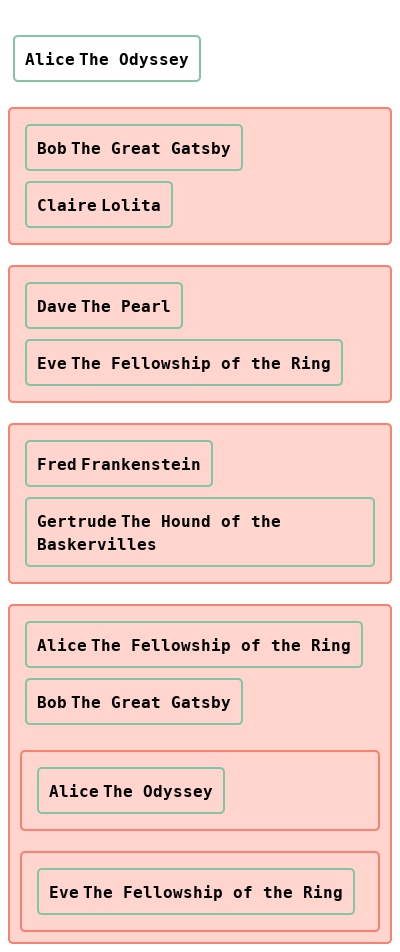 Alice The Odyssey
Bob The Great Gatsby
Claire Lolita
Dave The Pearl
Eve The Fellowship of the Ring
Fred Frankenstein
Gertrude The Hound of the
Baskervilles
Alice The Fellowship of the Ring
Bob The Great Gatsby
Alice The Odyssey
Eve The Fellowship of the Ring